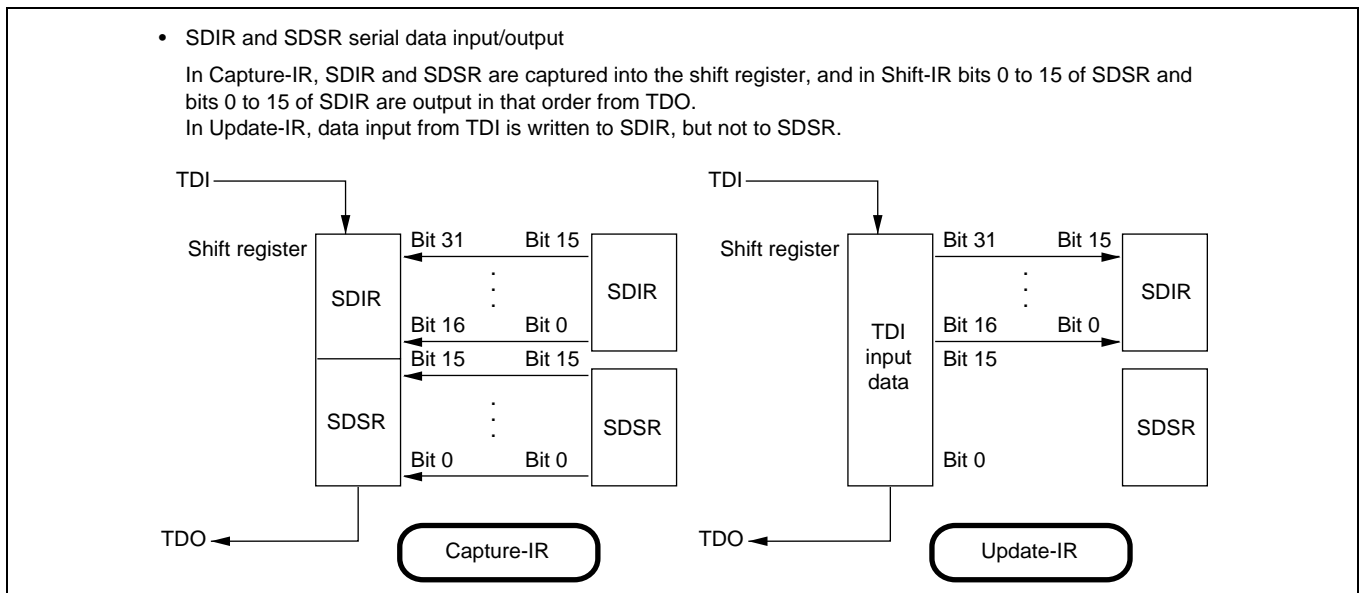 • SDIR and SDSR serial data input/output
In Capture-IR, SDIR and SDSR are captured into the shift register, and in Shift-IR bits 0 to 15 of SDSR and
bits 0 to 15 of SDIR are output in that order from TDO.
In Update-IR, data input from TDI is written to SDIR, but not to SDSR.
TDI
Shift register
SDIR
SDSR
Bit 31 Bit 15
Bit 16 Bit 0
Bit 15 Bit 15
Bit 0 Bit 0
SDIR
SDSR
TDO
Capture-IR
TDI
Shift register
TDI
input
data
Bit 31 Bit 15
Bit 16 Bit 0
Bit 15
Bit 0
SDIR
SDSR
TDO
Update-IR